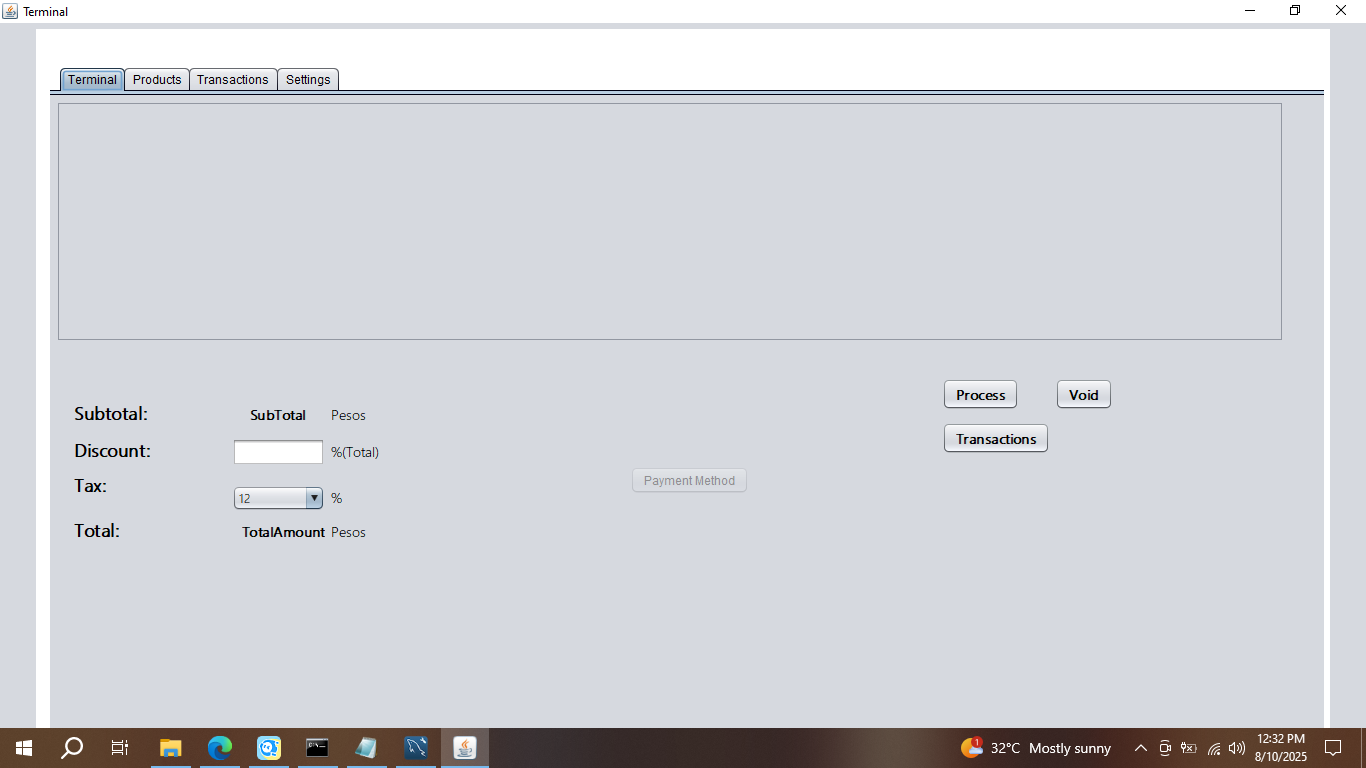 Terminal
Terminal Products Transactions Settings
Process Void
Subtotal: SubTotal Pesos
Transactions
Discount: %(Total)
Payment Method
Tax: 12 %
Total: TotalAmount Pesos
1 32°C Mostly sunny 12:32 PM
8/10/2025